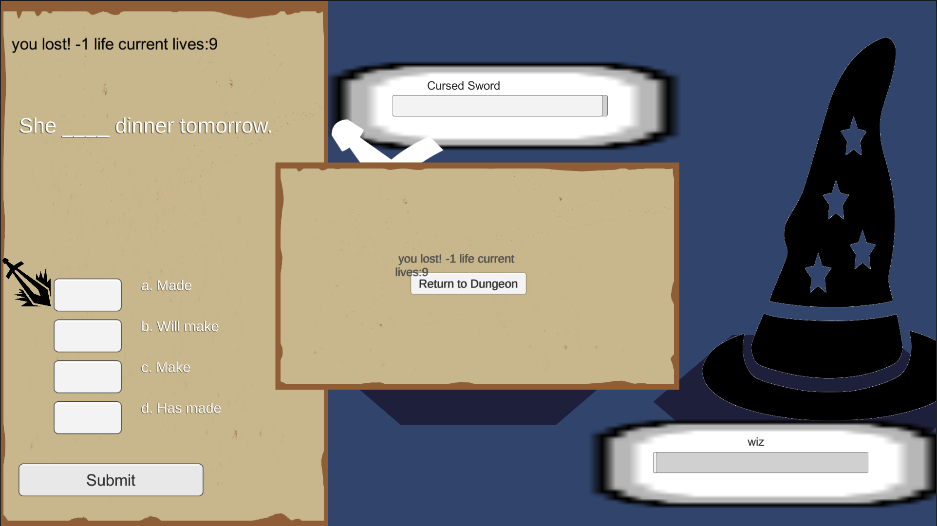 you lost! -1 life current lives:9
She ____ dinner tomorrow.
a. Made
b. Will make
c. Make
d. Has made
Submit
Cursed Sword
you lost! -1 life current
lives:9
Return to Dungeon
wiz